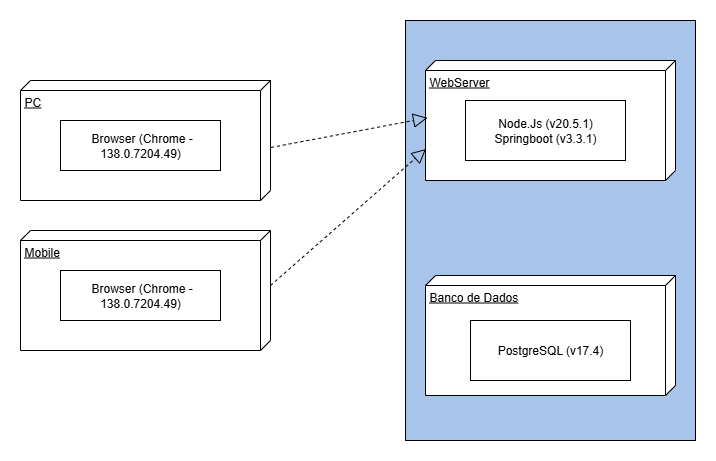 PC
Browser (Chrome -
138.0.7204.49)
Mobile
Browser (Chrome -
138.0.7204.49)
WebServer
Node.Js (v20.5.1)
Springboot (v3.3.1)
Banco de Dados
PostgreSQL (v17.4)